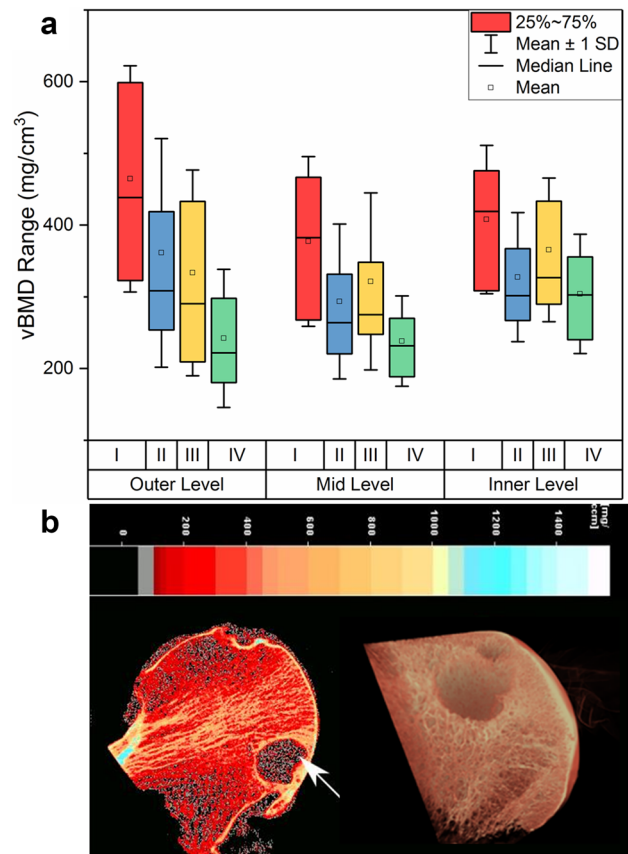 a
25%~75%
Mean ± 1 SD
Median Line
Mean
vBMD Range (mg/cm³)
600
400
200
I II III IV I II III IV I II III IV
Outer Level Mid Level Inner Level
b
0 200 400 600 800 1000 1200 1400 [mg/
ccm]